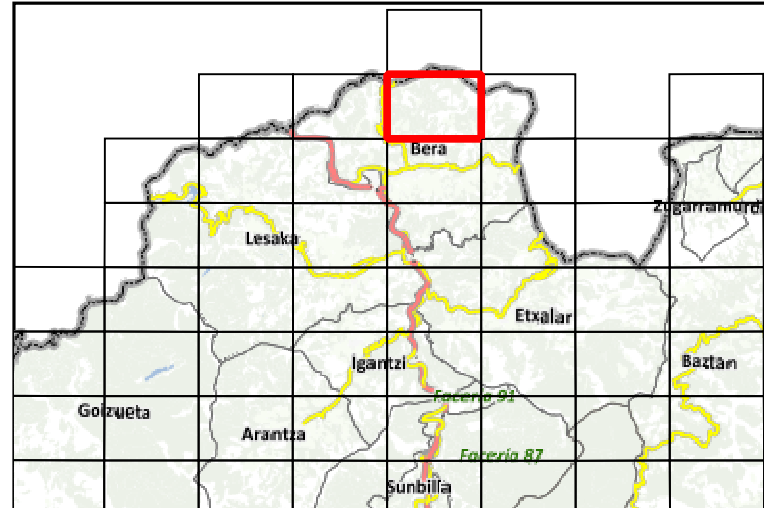 Bera
Zugarramurdi
Lesaka
Etxalar
Igantzi
Baztan
Facería 91
Goizueta
Arantza
Facería 87
Sunbilla